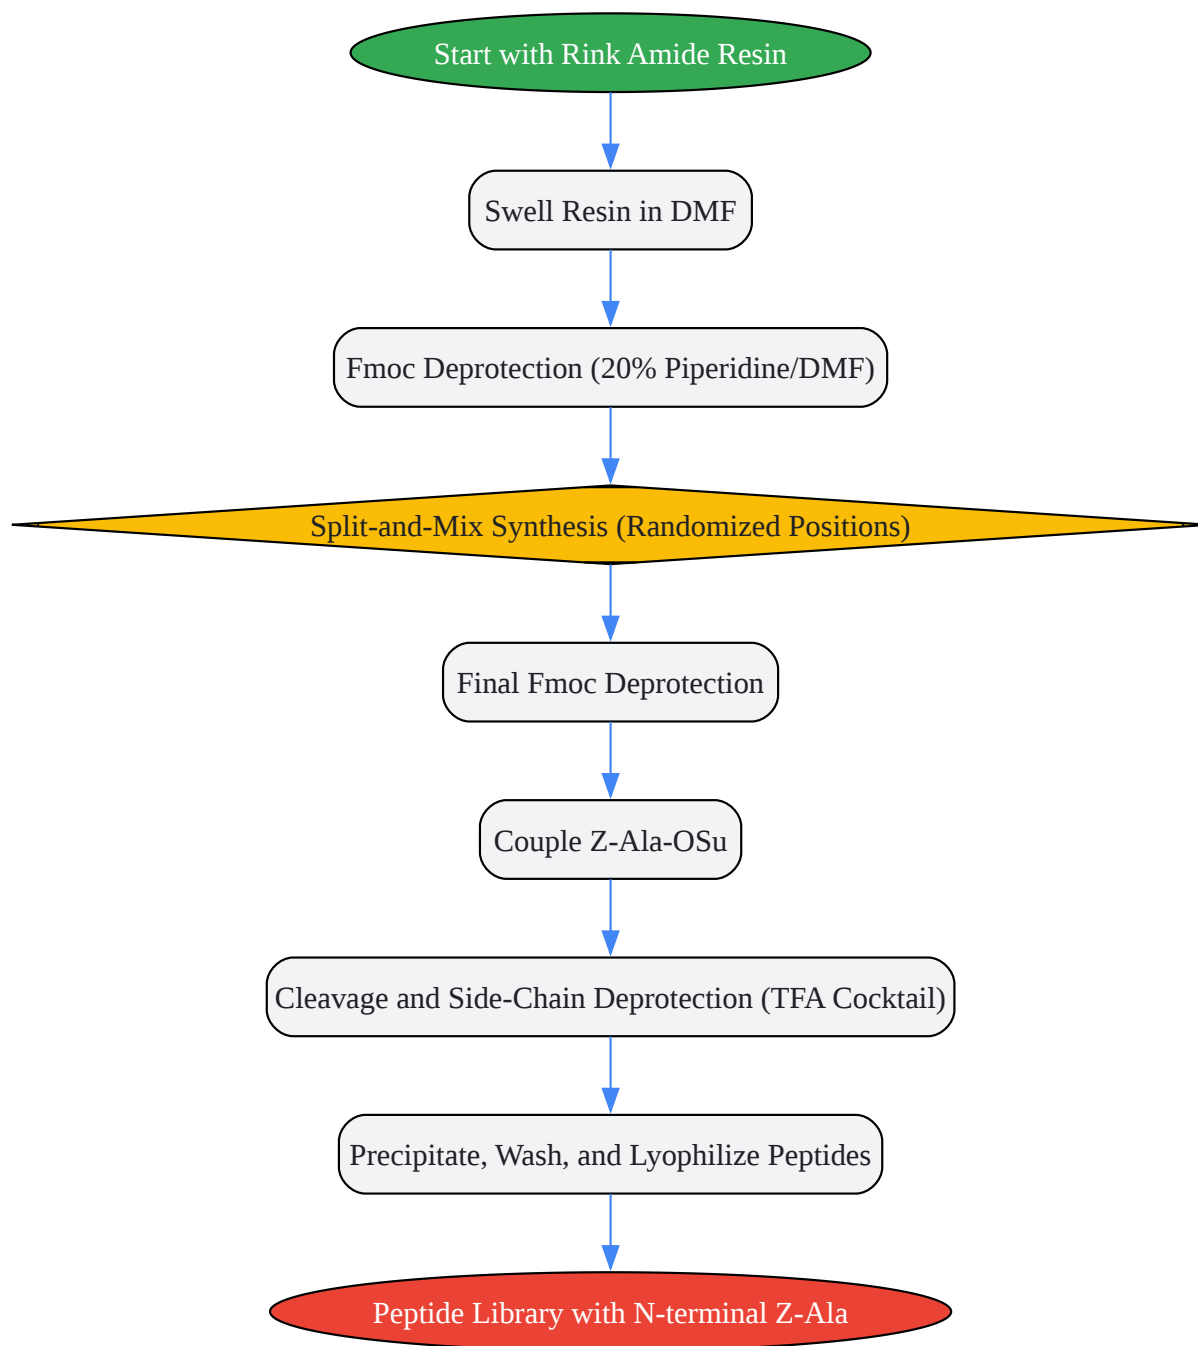 Start with Rink Amide Resin
Swell Resin in DMF
Fmoc Deprotection (20% Piperidine/DMF)
Split-and-Mix Synthesis (Randomized Positions)
Final Fmoc Deprotection
Couple Z-Ala-OSu
Cleavage and Side-Chain Deprotection (TFA Cocktail)
Precipitate, Wash, and Lyophilize Peptides
Peptide Library with N-terminal Z-Ala